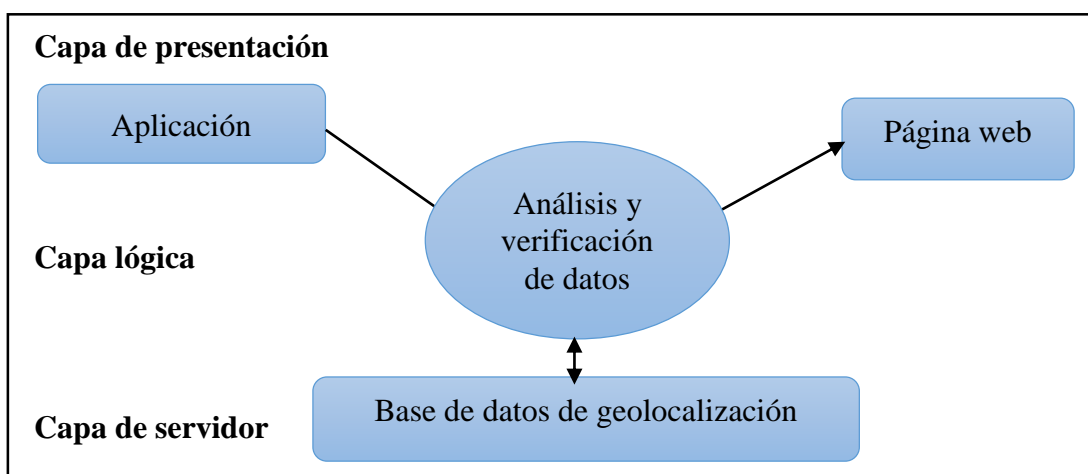 Capa de presentación
Aplicación
Página web
Análisis y
verificación
de datos
Capa lógica
Base de datos de geolocalización
Capa de servidor